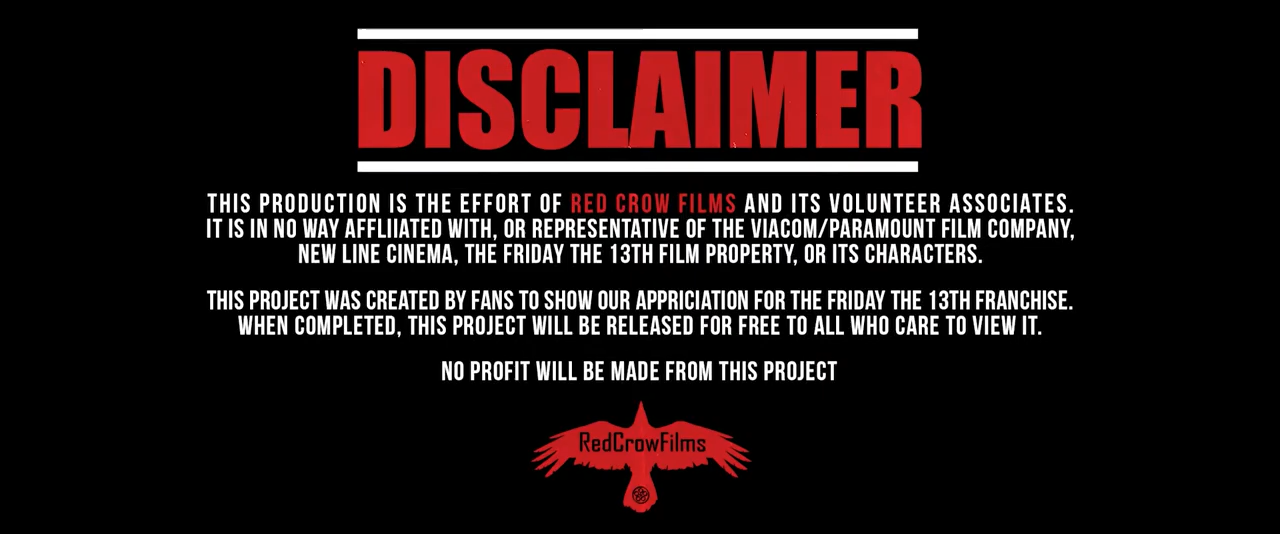 DISCLAIMER
THIS PRODUCTION IS THE EFFORT OF RED CROW FILMS AND ITS VOLUNTEER ASSOCIATES.
IT IS IN NO WAY AFFLIIATED WITH, OR REPRESENTATIVE OF THE VIACOM/PARAMOUNT FILM COMPANY,
NEW LINE CINEMA, THE FRIDAY THE 13TH FILM PROPERTY, OR ITS CHARACTERS.
THIS PROJECT WAS CREATED BY FANS TO SHOW OUR APPRICIATION FOR THE FRIDAY THE 13TH FRANCHISE.
WHEN COMPLETED, THIS PROJECT WILL BE RELEASED FOR FREE TO ALL WHO CARE TO VIEW IT.
NO PROFIT WILL BE MADE FROM THIS PROJECT
RedCrowFilms